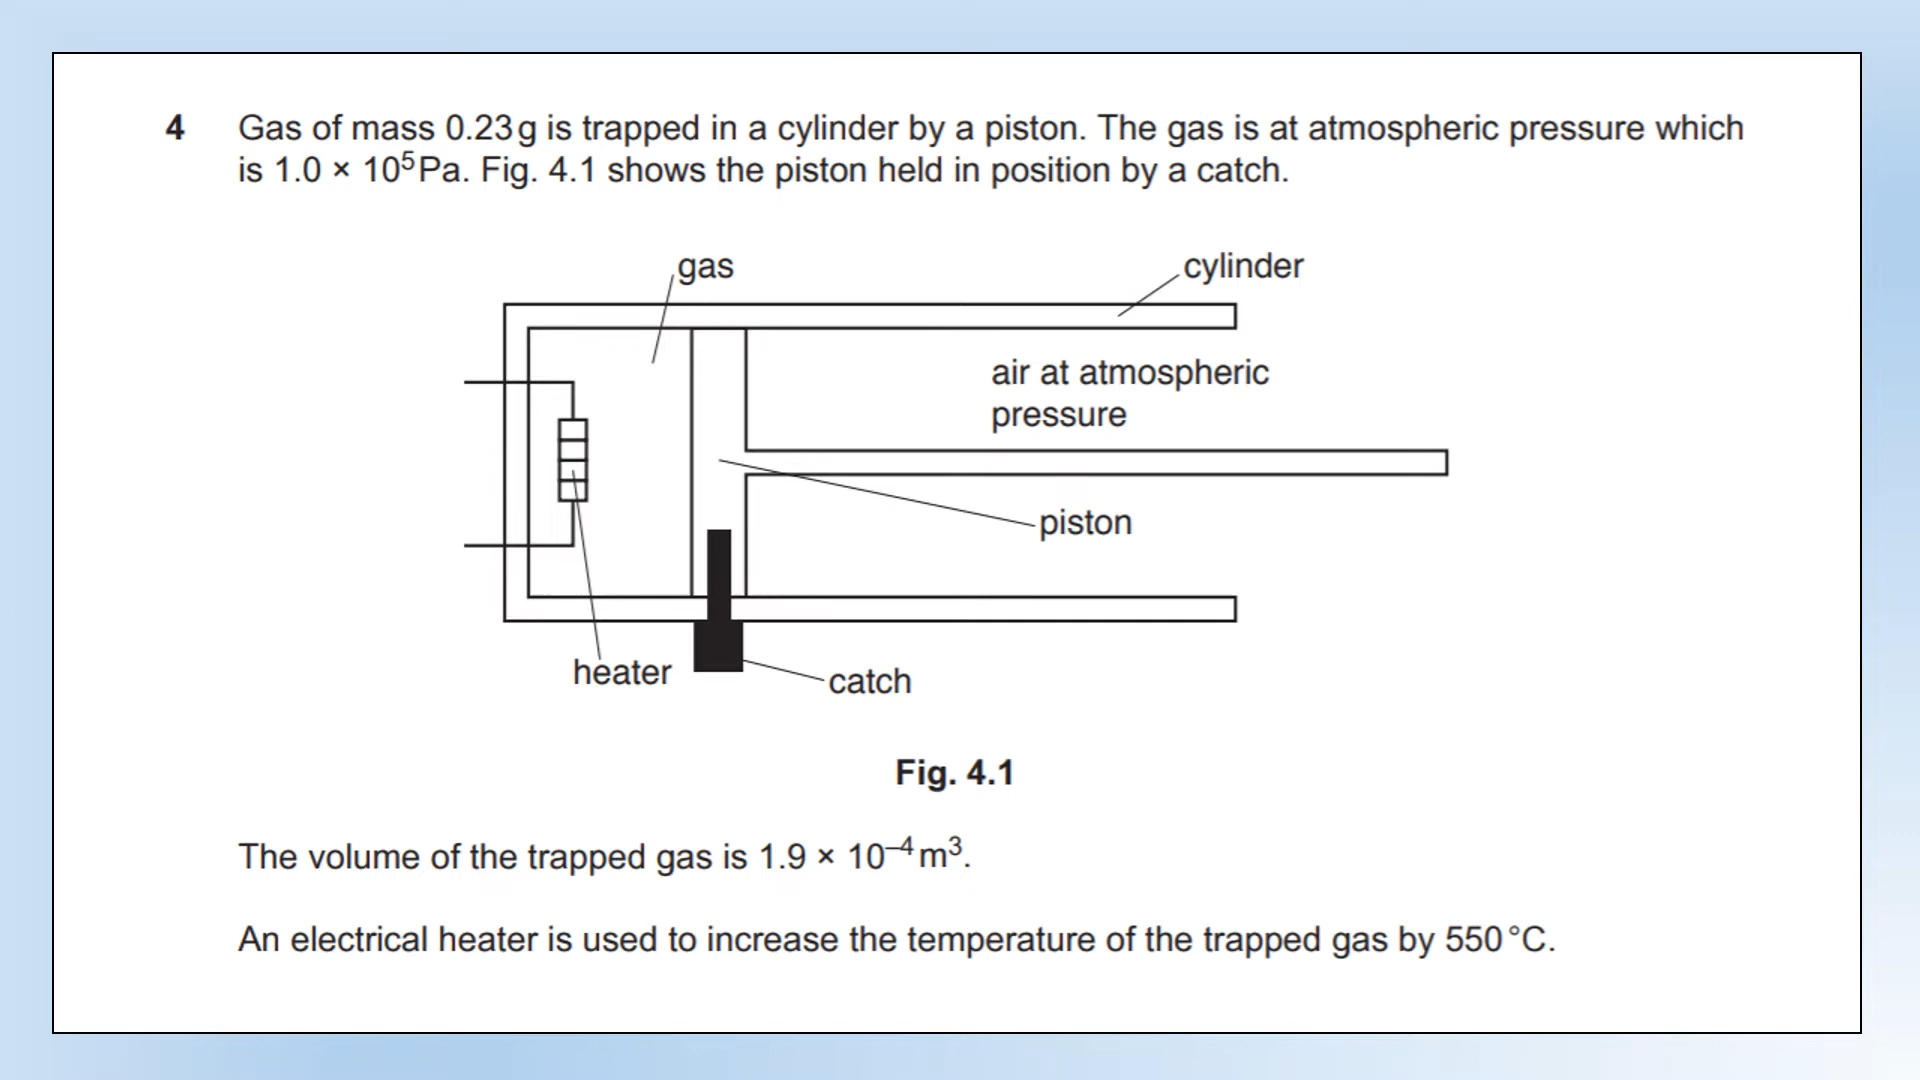 4 Gas of mass 0.23 g is trapped in a cylinder by a piston. The gas is at atmospheric pressure which
is 1.0 × 10⁵ Pa. Fig. 4.1 shows the piston held in position by a catch.
gas
cylinder
air at atmospheric
pressure
piston
heater
catch
Fig. 4.1
The volume of the trapped gas is 1.9 × 10⁻⁴ m³.
An electrical heater is used to increase the temperature of the trapped gas by 550 °C.